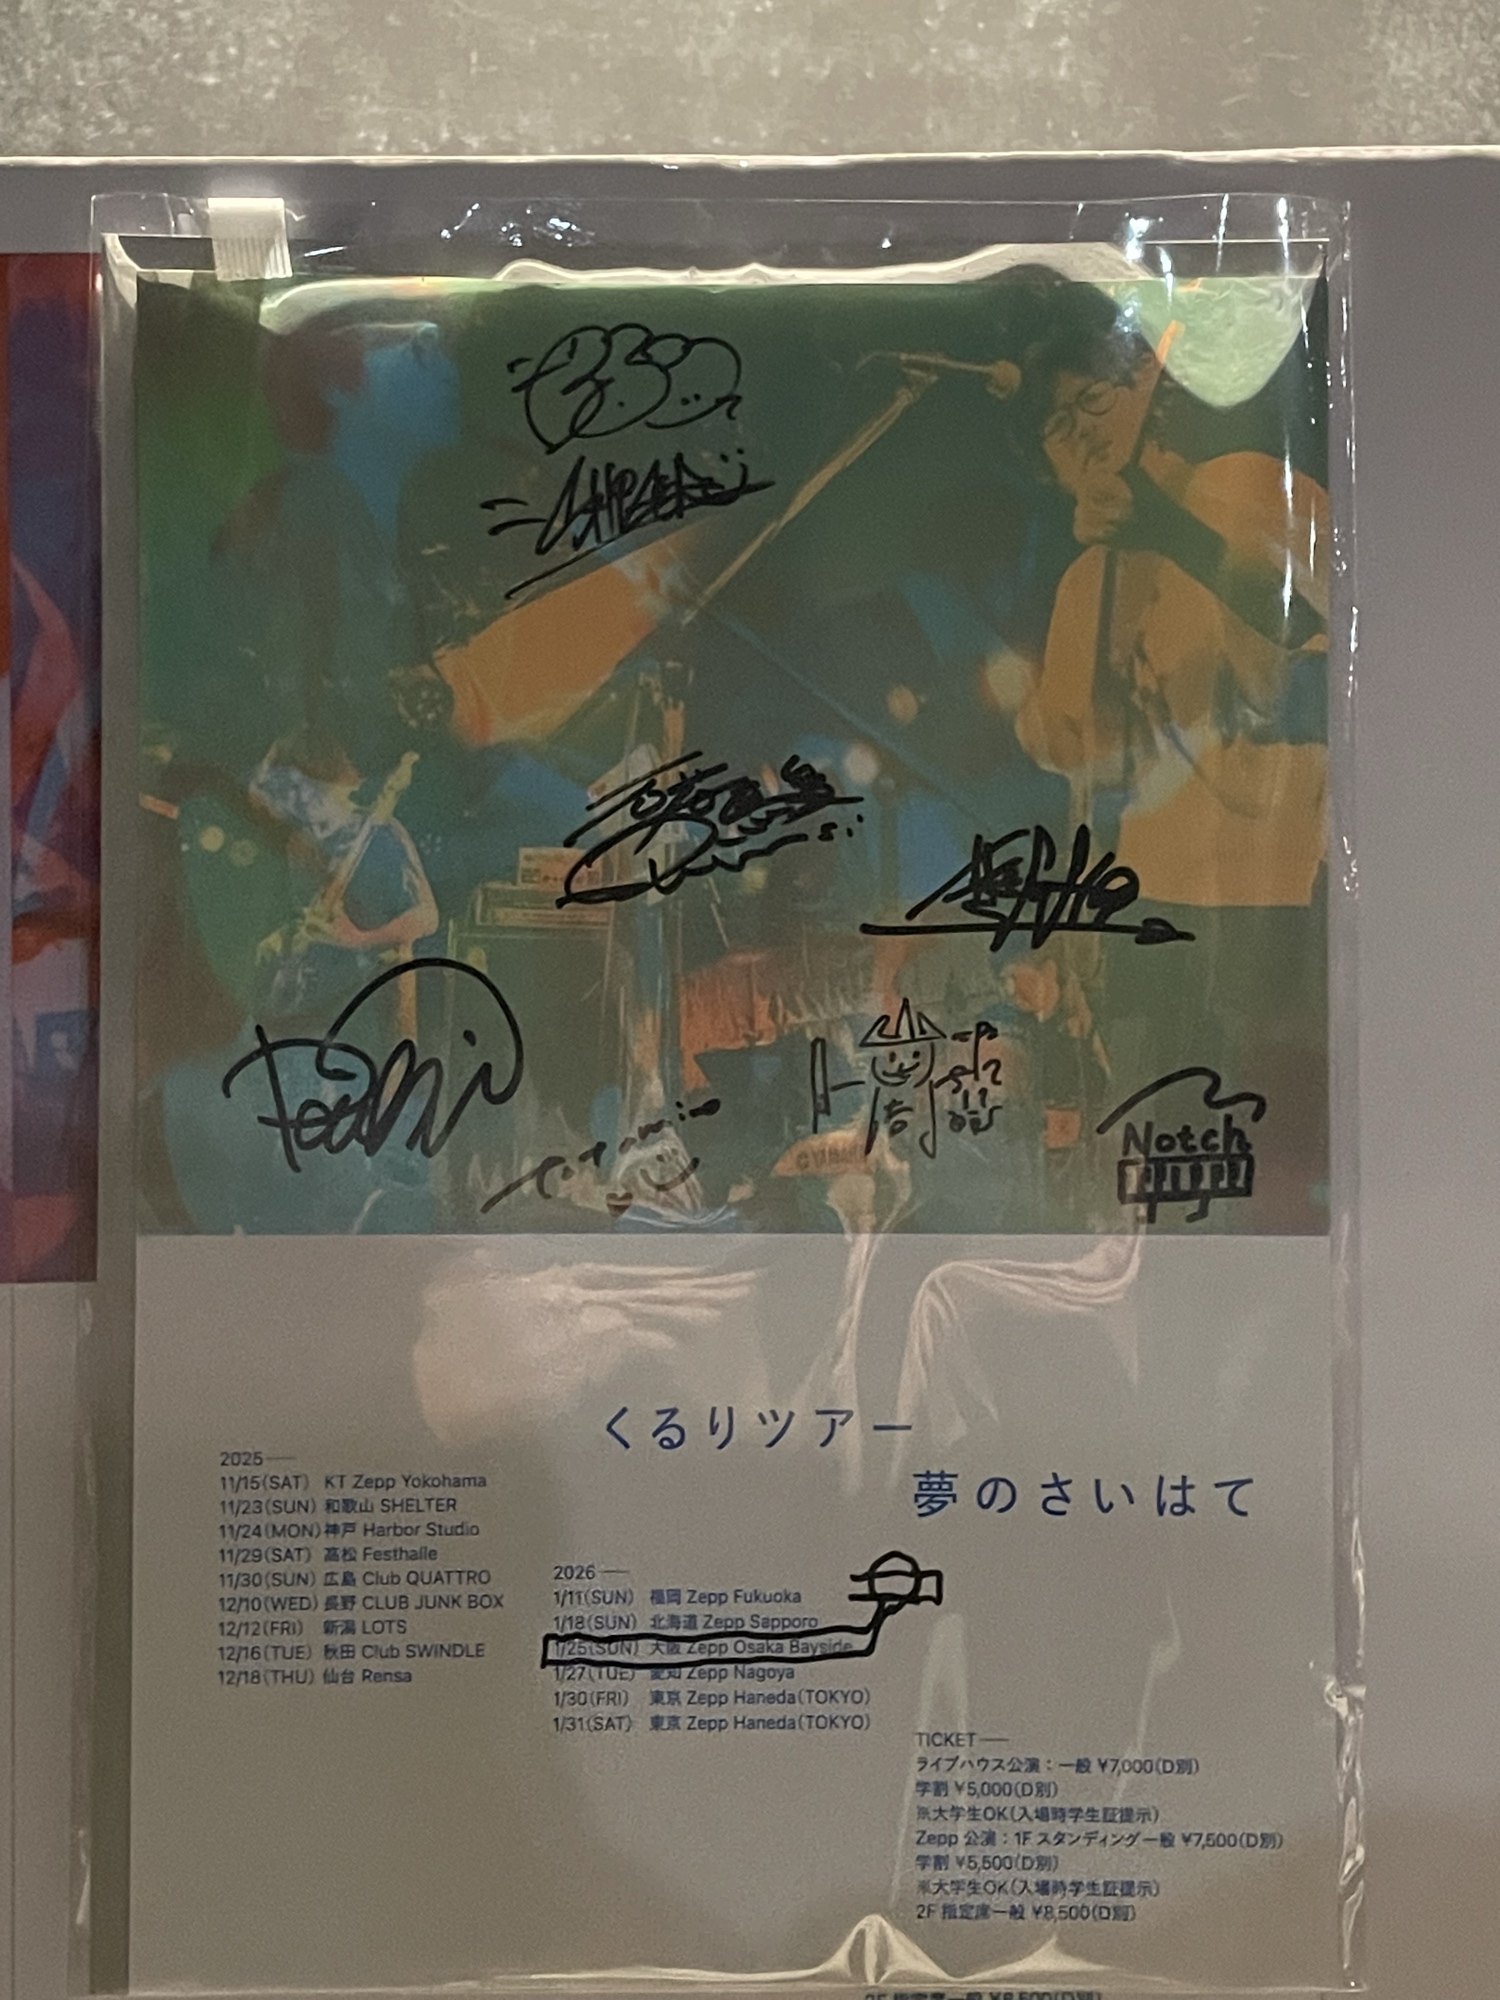 Notch
くるりツアー
夢のさいはて
2025
11/15(SAT) KT Zepp Yokohama
11/23(SUN) 和歌山 SHELTER
11/24(MON) 神戸 Harbor Studio
11/29(SAT) 高松 Festhalle
11/30(SUN) 広島 Club QUATTRO
12/10(WED) 長野 CLUB JUNK BOX
12/12(FRI) 新潟 LOTS
12/16(TUE) 秋田 Club SWINDLE
12/18(THU) 仙台 Rensa
2026
1/11(SUN) 福岡 Zepp Fukuoka
1/18(SUN) 北海道 Zepp Sapporo
1/25(SUN) 大阪 Zepp Osaka Bayside
1/27(TUE) 愛知 Zepp Nagoya
1/30(FRI) 東京 Zepp Haneda(TOKYO)
1/31(SAT) 東京 Zepp Haneda(TOKYO)
TICKET
ライブハウス公演：一般 ¥7,000(D別)
学割 ¥5,000(D別)
※大学生OK(入場時学生証提示)
Zepp 公演：1F スタンディング一般 ¥7,500(D別)
学割 ¥5,500(D別)
※大学生OK(入場時学生証提示)
2F 指定席一般 ¥8,500(D別)
2F 指定席一般 ¥8,500(D別)